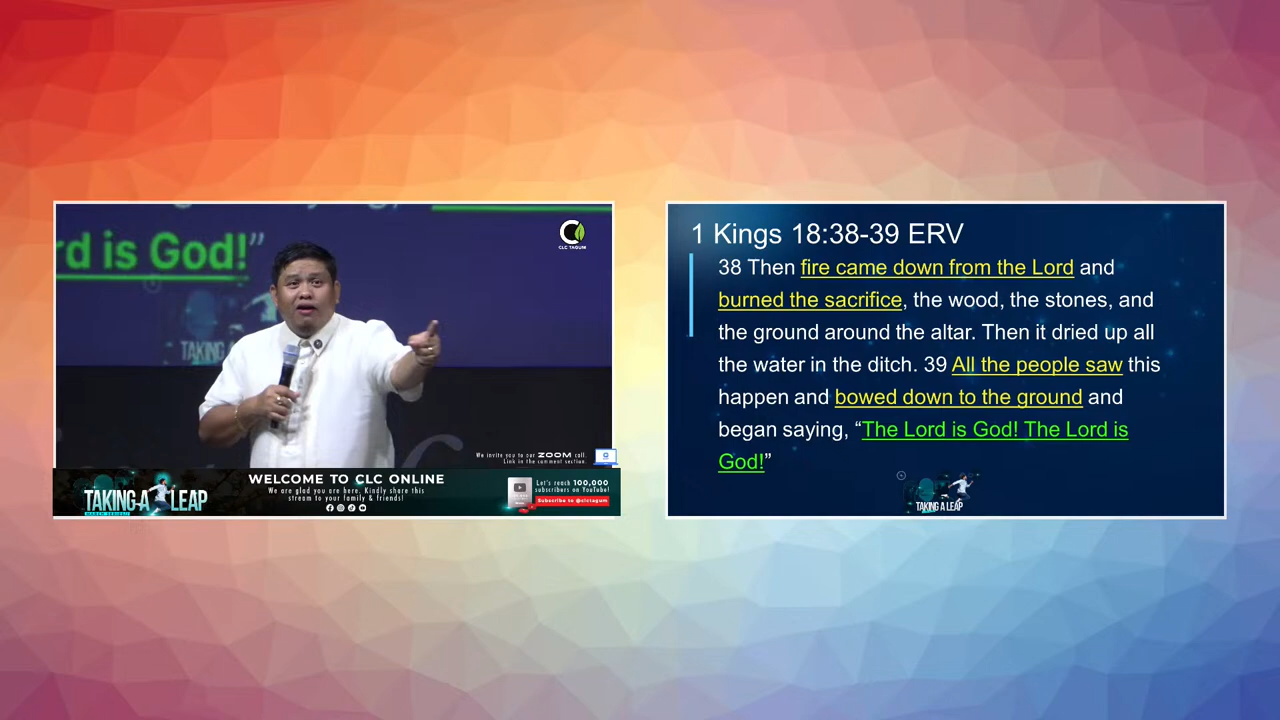 rd is God!”
CLC TAGUM
TAKING A
We invite you to our ZOOM call.
Link in the comment section.
TAKING A LEAP
WELCOME TO CLC ONLINE
We are glad you are here. Kindly share this
stream to your family & friends!
Let's reach 100,000
subscribers on YouTube!
Subscribe to @clctagum
1 Kings 18:38-39 ERV
38 Then fire came down from the Lord and
burned the sacrifice, the wood, the stones, and
the ground around the altar. Then it dried up all
the water in the ditch. 39 All the people saw this
happen and bowed down to the ground and
began saying, “The Lord is God! The Lord is
God!”
TAKING A LEAP